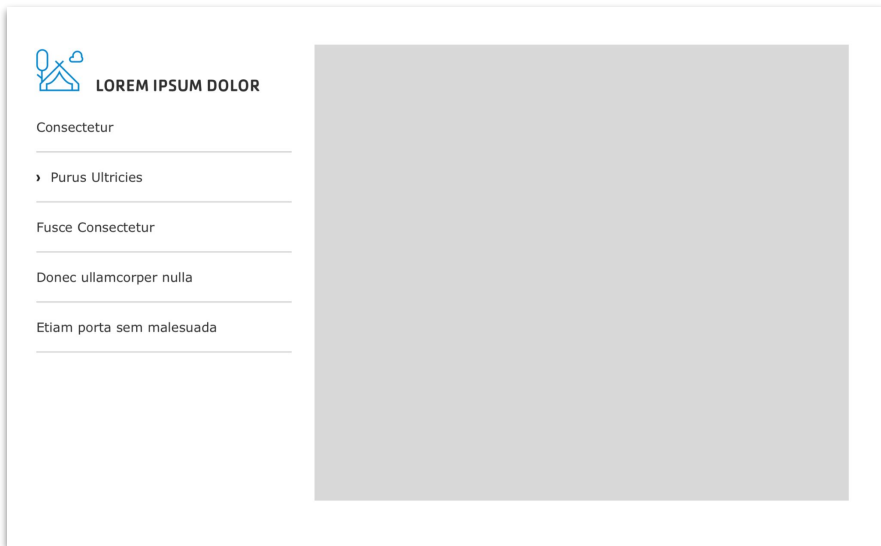 LOREM IPSUM DOLOR
Consectetur
› Purus Ultricies
Fusce Consectetur
Donec ullamcorper nulla
Etiam porta sem malesuada